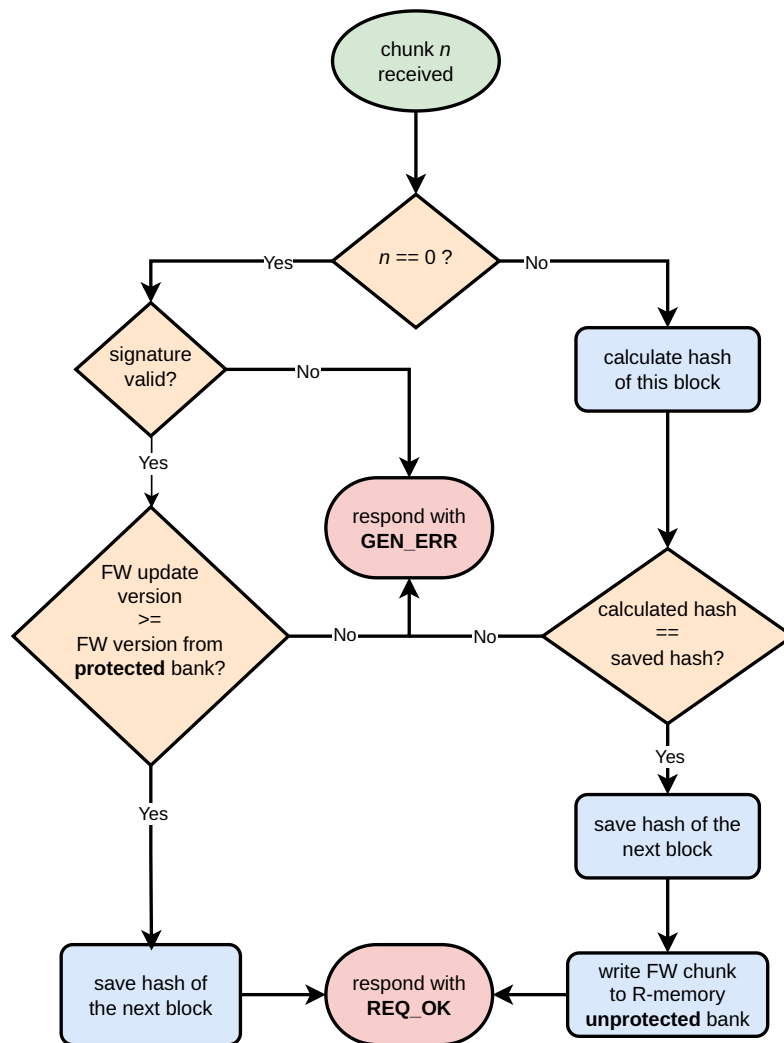 chunk n
received
n == 0 ?
Yes
No
signature
valid?
No
calculate hash
of this block
Yes
respond with
GEN_ERR
FW update
version
>=
FW version from
protected bank?
No
No
calculated hash
==
saved hash?
Yes
Yes
save hash of the
next block
save hash of
the next block
respond with
REQ_OK
write FW chunk
to R-memory
unprotected bank